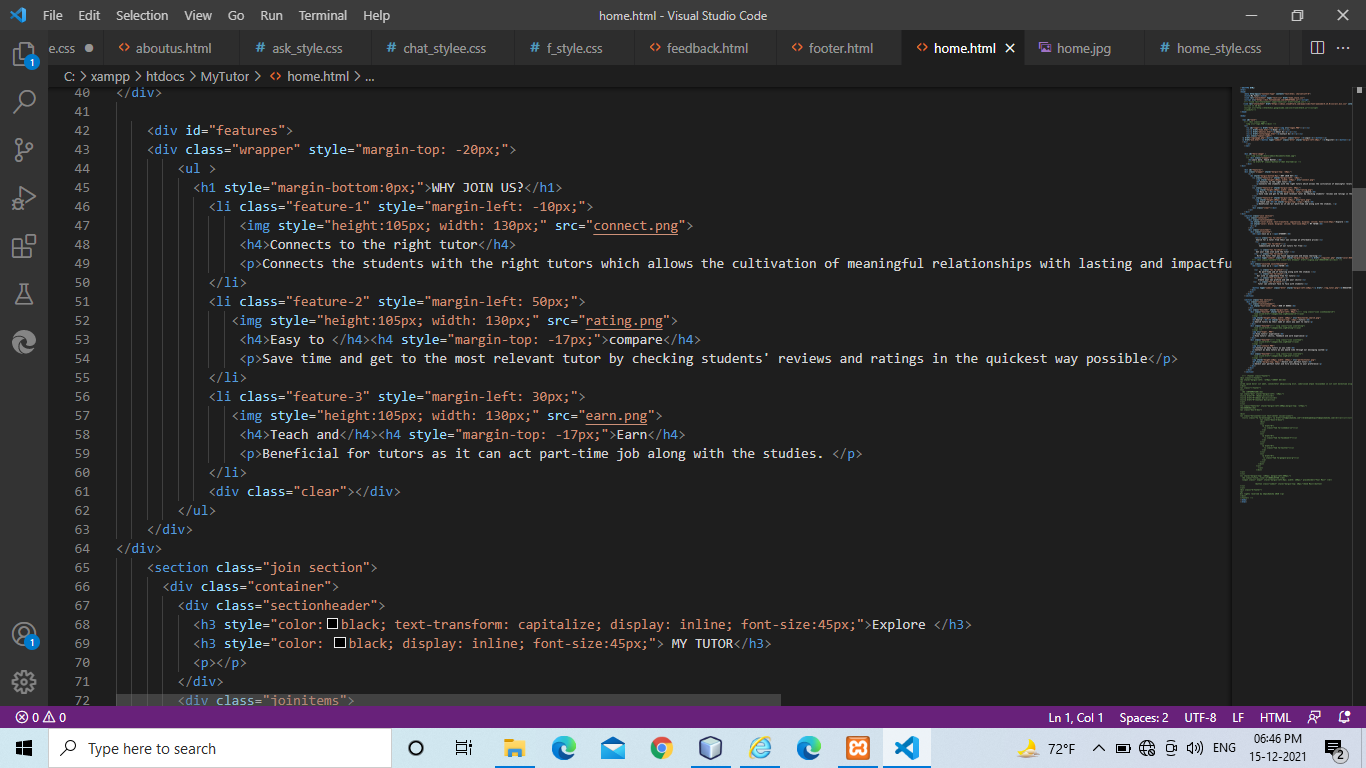 File Edit Selection View Go Run Terminal Help home.html - Visual Studio Code
e.css aboutus.html # ask_style.css # chat_stylee.css # f_style.css feedback.html footer.html home.html home.jpg # home_style.css
C: > xampp > htdocs > MyTutor > home.html > ...
40 </div>
41
42 <div id="features">
43 <div class="wrapper" style="margin-top: -20px;">
44 <ul >
45 <h1 style="margin-bottom:0px;">WHY JOIN US?</h1>
46 <li class="feature-1" style="margin-left: -10px;">
47 <img style="height:105px; width: 130px;" src="connect.png">
48 <h4>Connects to the right tutor</h4>
49 <p>Connects the students with the right tutors which allows the cultivation of meaningful relationships with lasting and impactfu
50 </li>
51 <li class="feature-2" style="margin-left: 50px;">
52 <img style="height:105px; width: 130px;" src="rating.png">
53 <h4>Easy to </h4><h4 style="margin-top: -17px;">compare</h4>
54 <p>Save time and get to the most relevant tutor by checking students' reviews and ratings in the quickest way possible</p>
55 </li>
56 <li class="feature-3" style="margin-left: 30px;">
57 <img style="height:105px; width: 130px;" src="earn.png">
58 <h4>Teach and</h4><h4 style="margin-top: -17px;">Earn</h4>
59 <p>Beneficial for tutors as it can act part-time job along with the studies. </p>
60 </li>
61 <div class="clear"></div>
62 </ul>
63 </div>
64 </div>
65 <section class="join section">
66 <div class="container">
67 <div class="sectionheader">
68 <h3 style="color: black; text-transform: capitalize; display: inline; font-size:45px;">Explore </h3>
69 <h3 style="color: black; display: inline; font-size:45px;"> MY TUTOR</h3>
70 <p></p>
71 </div>
72 <div class="joinitems">
1
1
0 0 Ln 1, Col 1 Spaces: 2 UTF-8 LF HTML
Type here to search 72°F ENG 06:46 PM
15-12-2021
2